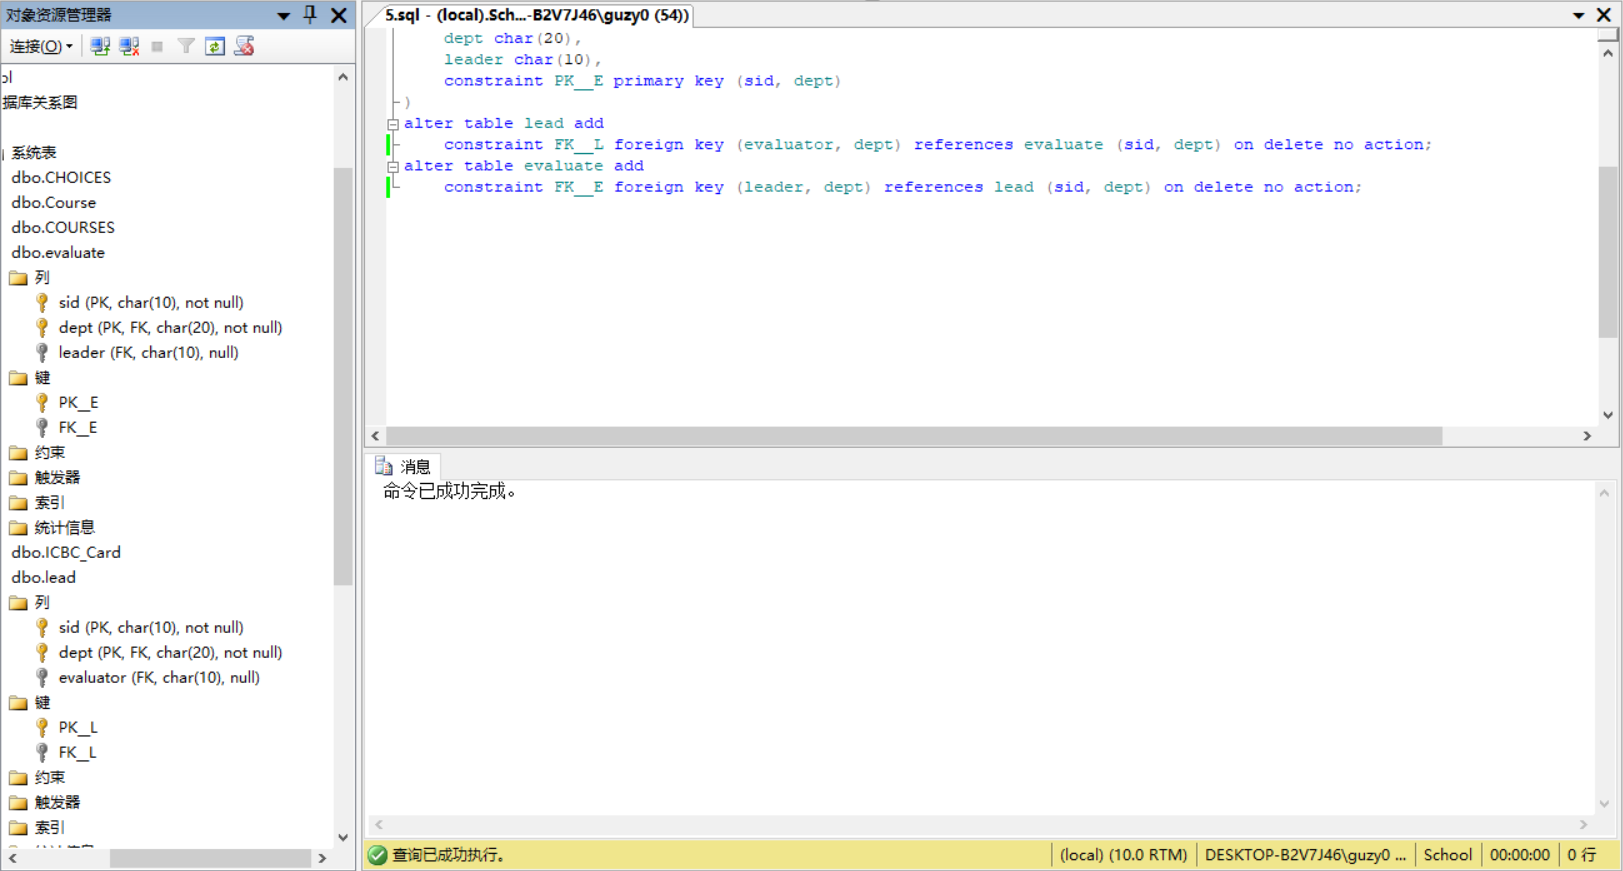 对象资源管理器
连接(O)
ol
据库关系图
系统表
dbo.CHOICES
dbo.Course
dbo.COURSES
dbo.evaluate
列
sid (PK, char(10), not null)
dept (PK, FK, char(20), not null)
leader (FK, char(10), null)
键
PK__E
FK__E
约束
触发器
索引
统计信息
dbo.ICBC_Card
dbo.lead
列
sid (PK, char(10), not null)
dept (PK, FK, char(20), not null)
evaluator (FK, char(10), null)
键
PK__L
FK__L
约束
触发器
索引
5.sql - (local).Sch...-B2V7J46\guzy0 (54))
dept char(20),
leader char(10),
constraint PK__E primary key (sid, dept)
)
alter table lead add
constraint FK__L foreign key (evaluator, dept) references evaluate (sid, dept) on delete no action;
alter table evaluate add
constraint FK__E foreign key (leader, dept) references lead (sid, dept) on delete no action;
消息
命令已成功完成。
查询已成功执行。
(local) (10.0 RTM)
DESKTOP-B2V7J46\guzy0 ...
School
00:00:00
0 行